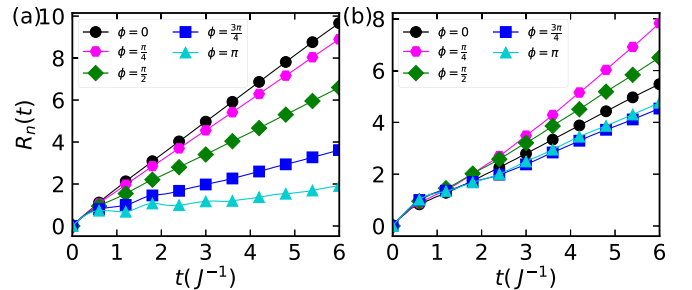 (a)
10
8
6
4
2
0
R_n(t)
ϕ = 0
ϕ = π/4
ϕ = π/2
ϕ = 3π/4
ϕ = π
0 1 2 3 4 5 6
t(J⁻¹)
(b)
8
6
4
2
0
ϕ = 0
ϕ = π/4
ϕ = π/2
ϕ = 3π/4
ϕ = π
0 1 2 3 4 5 6
t(J⁻¹)